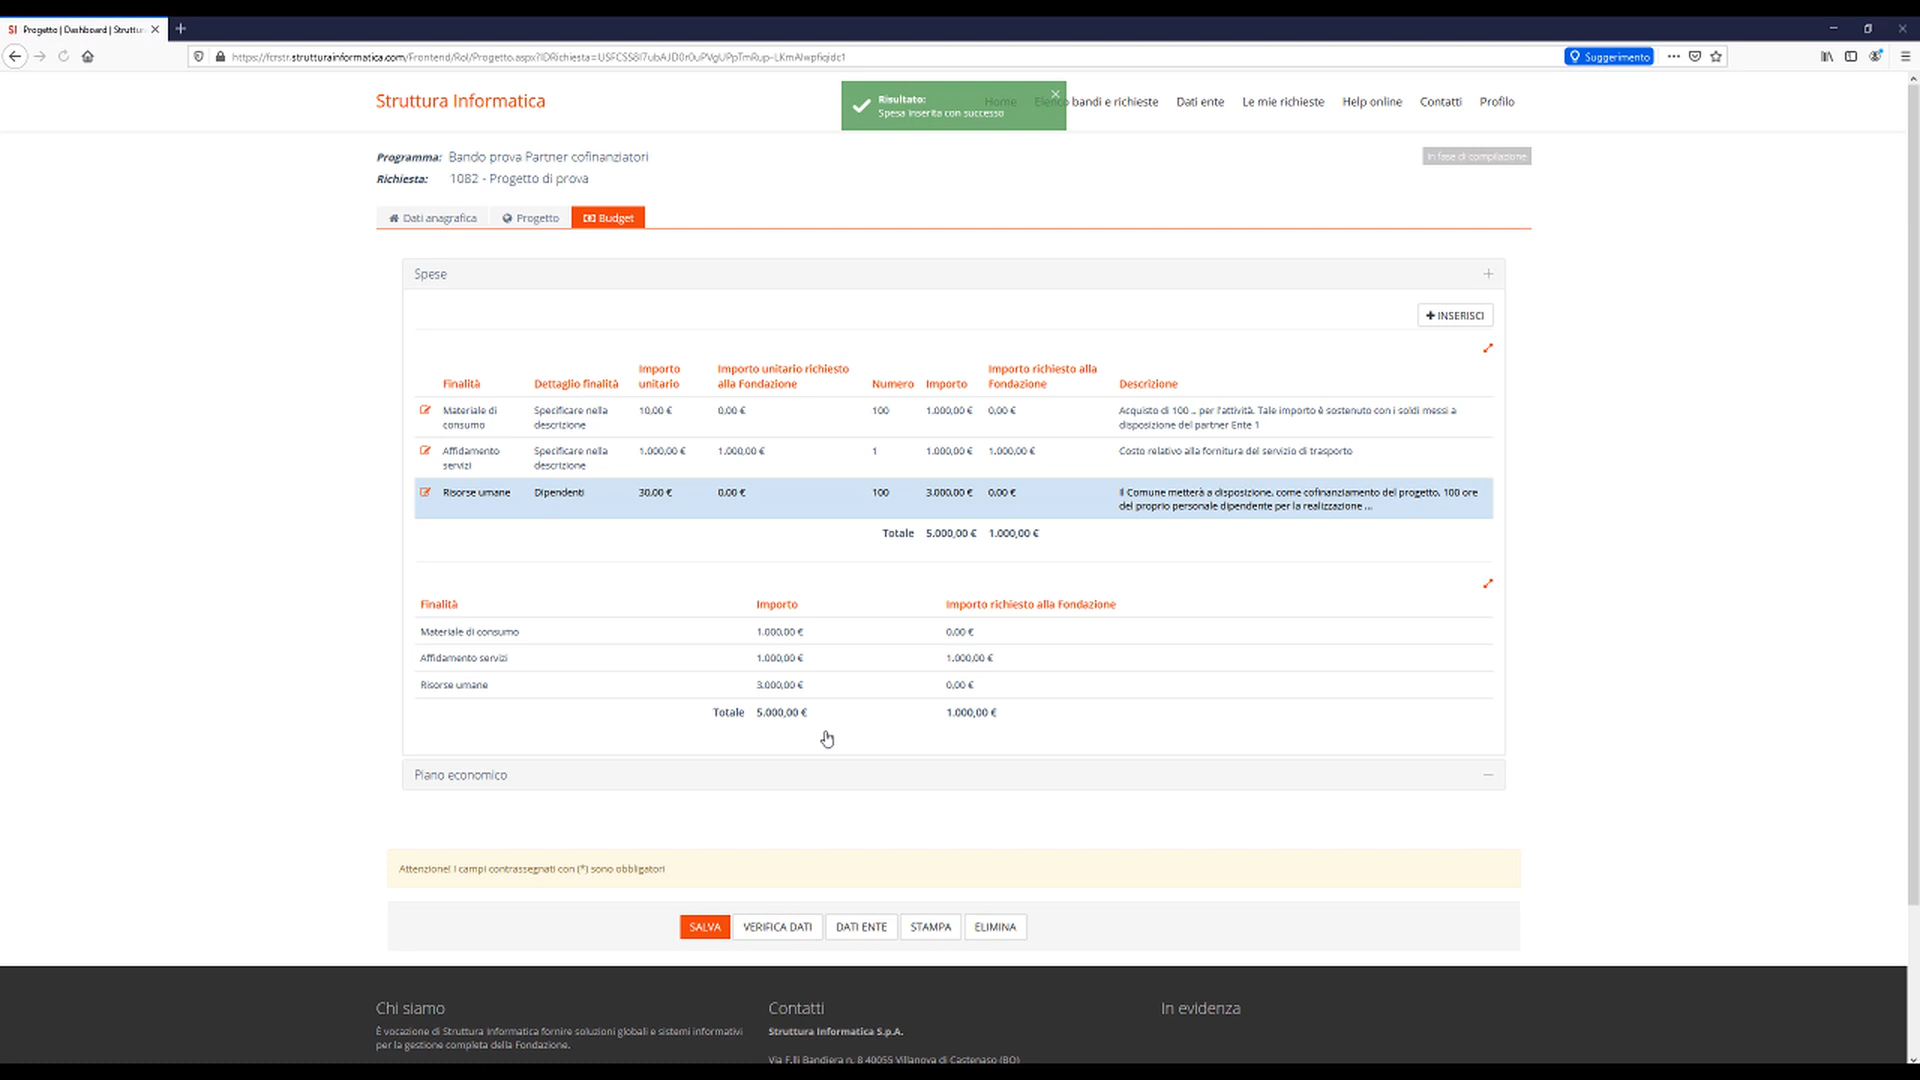 SI Progetto | Dashboard | Struttur
https://fcrstr.strutturainformatica.com/Frontend/Rol/Progetto.aspx?IDRichiesta=
Suggerimento
Struttura Informatica
Risultato:
Spesa inserita con successo
Home
Elenco bandi e richieste
Dati ente
Le mie richieste
Help online
Contatti
Profilo
Programma: Bando prova Partner cofinanziatori
In fase di compilazione
Richiesta: 1082 - Progetto di prova
Dati anagrafica
Progetto
Budget
Spese
INSERISCI
Finalità Dettaglio finalità Importo unitario Importo unitario richiesto alla Fondazione Numero Importo Importo richiesto alla Fondazione Descrizione
Materiale di consumo Specificare nella descrizione 10,00 € 0,00 € 100 1.000,00 € 0,00 € Acquisto di 100 ... per l'attività. Tale importo è sostenuto con i soldi messi a disposizione del partner Ente 1
Affidamento servizi Specificare nella descrizione 1.000,00 € 1.000,00 € 1 1.000,00 € 1.000,00 € Costo relativo alla fornitura del servizio di trasporto
Risorse umane Dipendenti 30,00 € 0,00 € 100 3.000,00 € 0,00 € Il Comune metterà a disposizione, come cofinanziamento del progetto, 100 ore del proprio personale dipendente per la realizzazione ...
Totale 5.000,00 € 1.000,00 €
Finalità Importo Importo richiesto alla Fondazione
Materiale di consumo 1.000,00 € 0,00 €
Affidamento servizi 1.000,00 € 1.000,00 €
Risorse umane 3.000,00 € 0,00 €
Totale 5.000,00 € 1.000,00 €
Piano economico
Attenzione! I campi contrassegnati con (*) sono obbligatori
SALVA
VERIFICA DATI
DATI ENTE
STAMPA
ELIMINA
Chi siamo
È vocazione di Struttura Informatica fornire soluzioni globali e sistemi informativi
per la gestione completa della Fondazione.
Contatti
Struttura Informatica S.p.A.
Via F.lli Bandiera n. 8 40055 Villanova di Castenaso (BO)
In evidenza